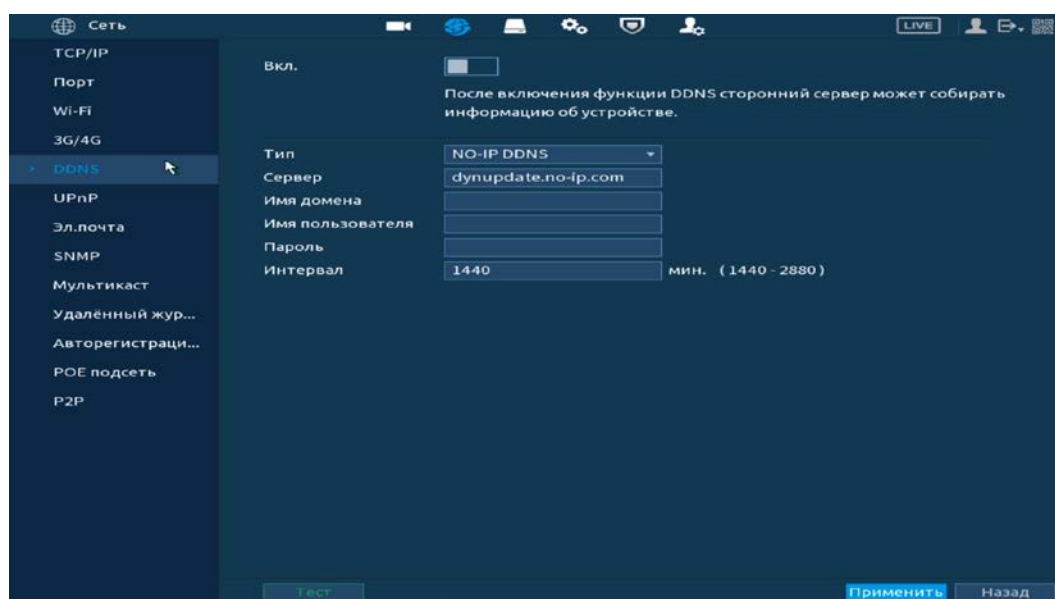 Сеть
LIVE
TCP/IP
Порт
Wi-Fi
3G/4G
DDNS
UPnP
Эл.почта
SNMP
Мультикаст
Удалённый жур...
Авторегистраци...
POE подсеть
P2P
Вкл.
После включения функции DDNS сторонний сервер может собирать
информацию об устройстве.
Тип NO-IP DDNS
Сервер dynupdate.no-ip.com
Имя домена
Имя пользователя
Пароль
Интервал 1440 мин. (1440 - 2880)
Тест Применить Назад